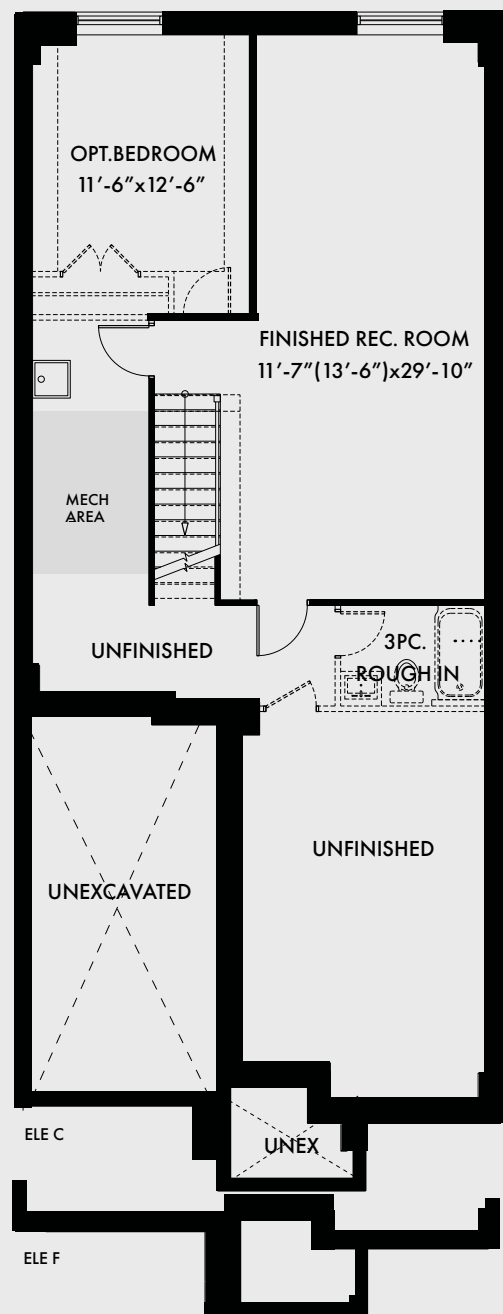 OPT.BEDROOM
11'-6"x12'-6"
FINISHED REC. ROOM
11'-7"(13'-6")x29'-10"
MECH
AREA
UNFINISHED
3PC.
ROUGH IN
UNFINISHED
UNEXCAVATED
ELE C
UNEX
ELE F